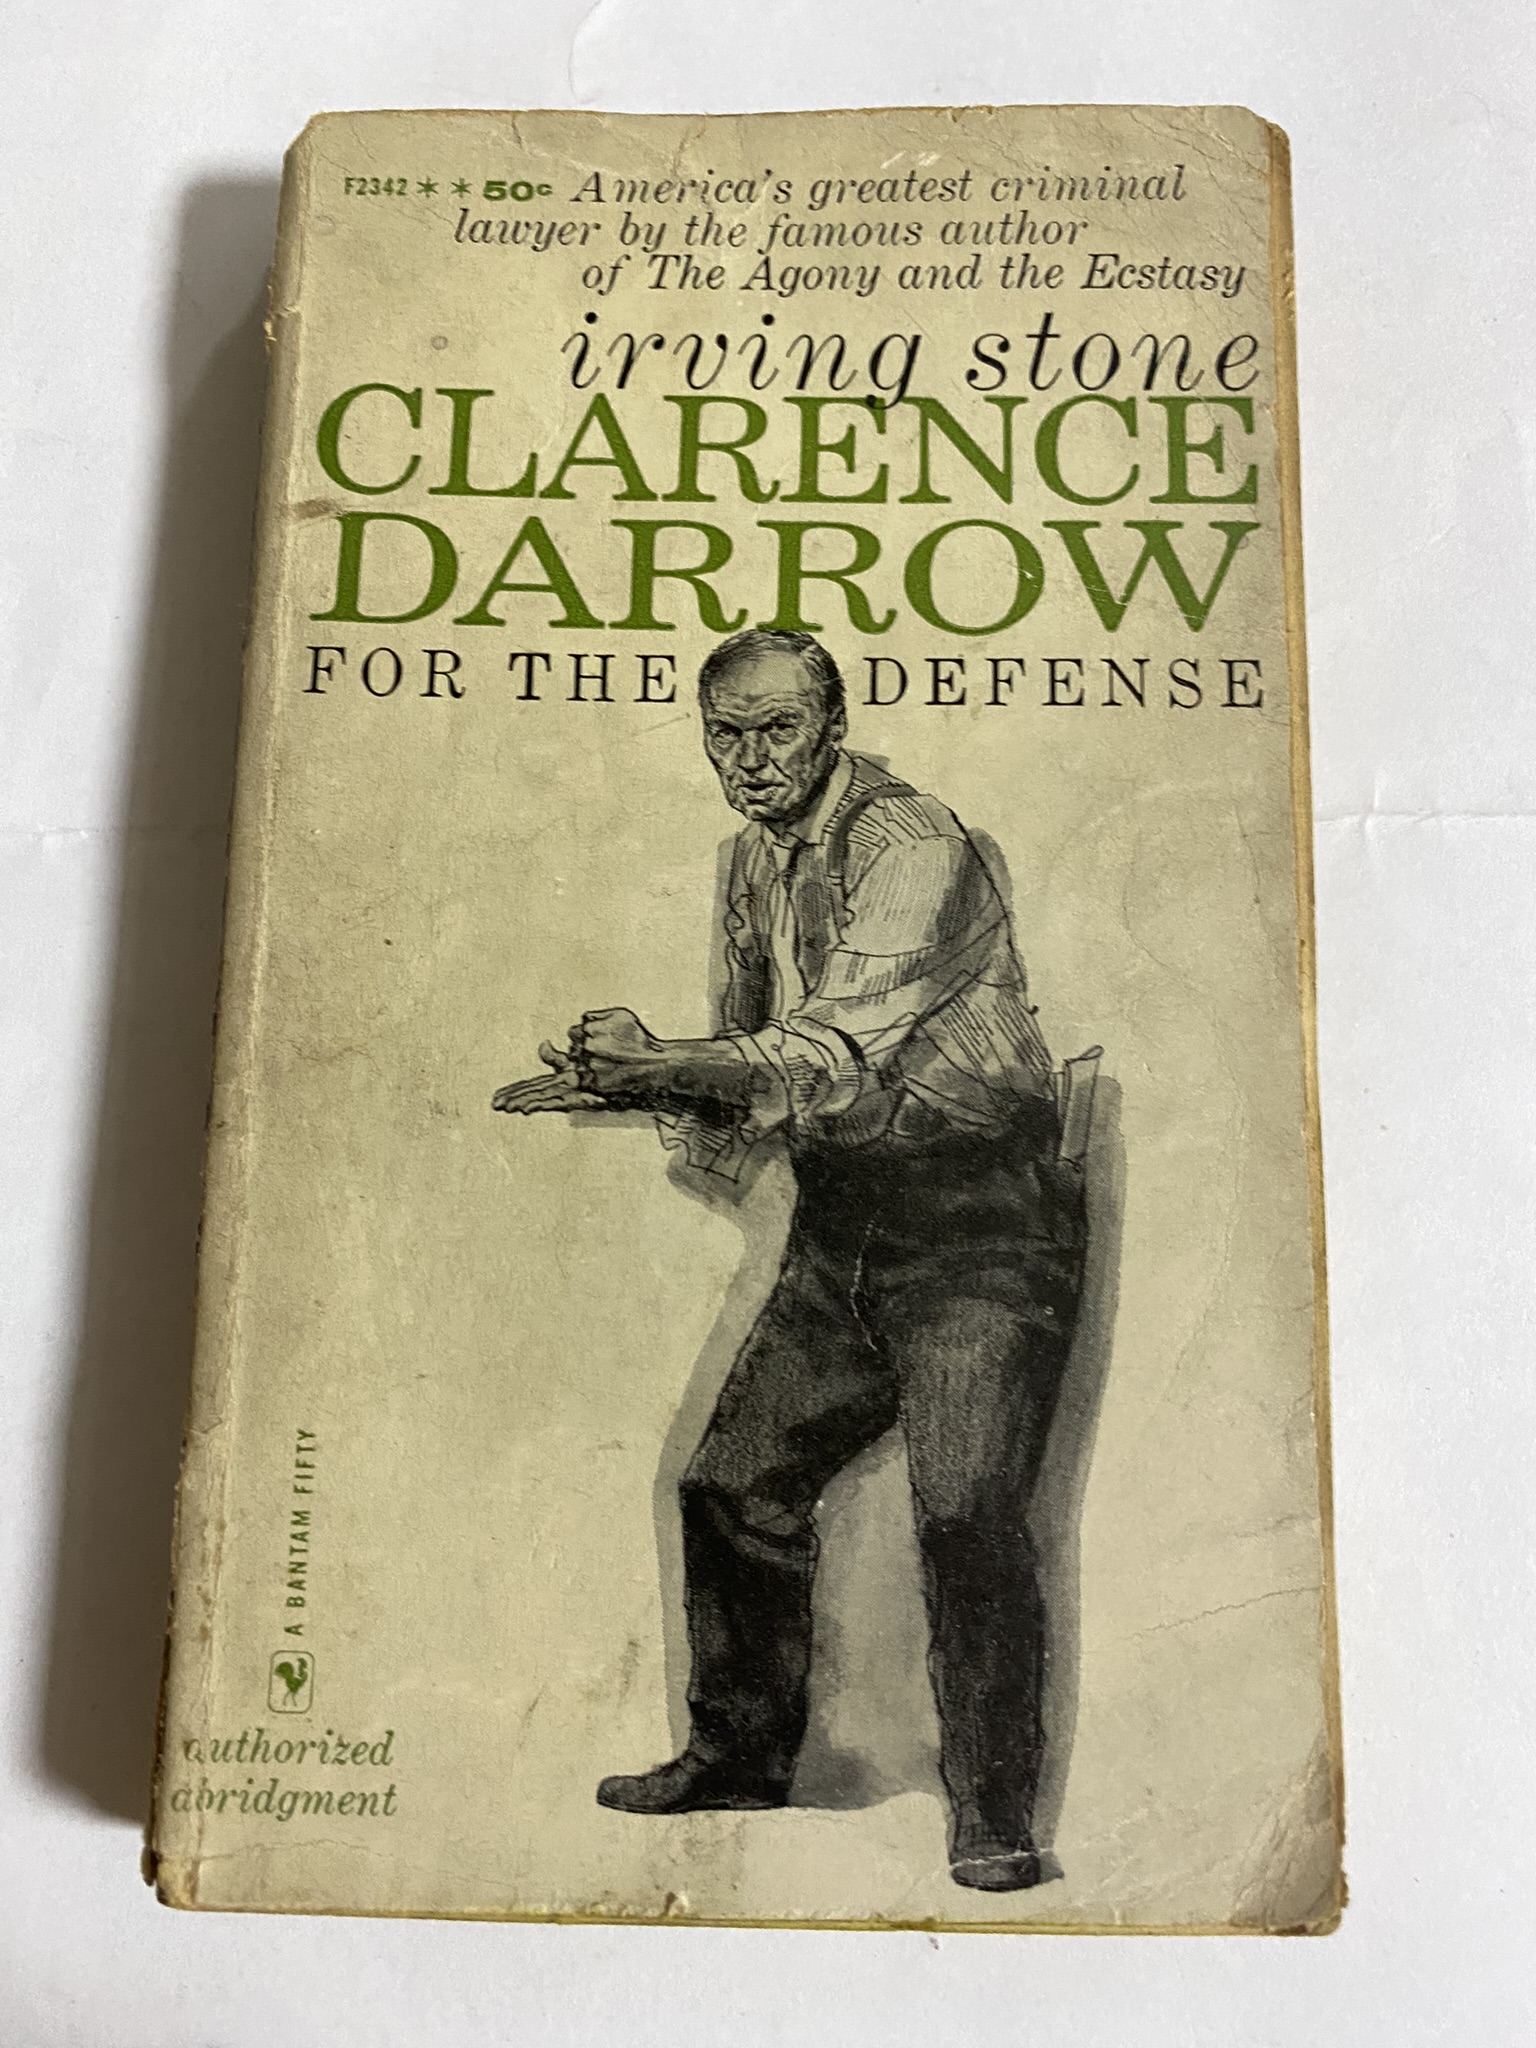 F2342 ** 50c America's greatest criminal
lawyer by the famous author
of The Agony and the Ecstasy
irving stone
CLARENCE
DARROW
FOR THE DEFENSE
A BANTAM FIFTY
authorized
abridgment